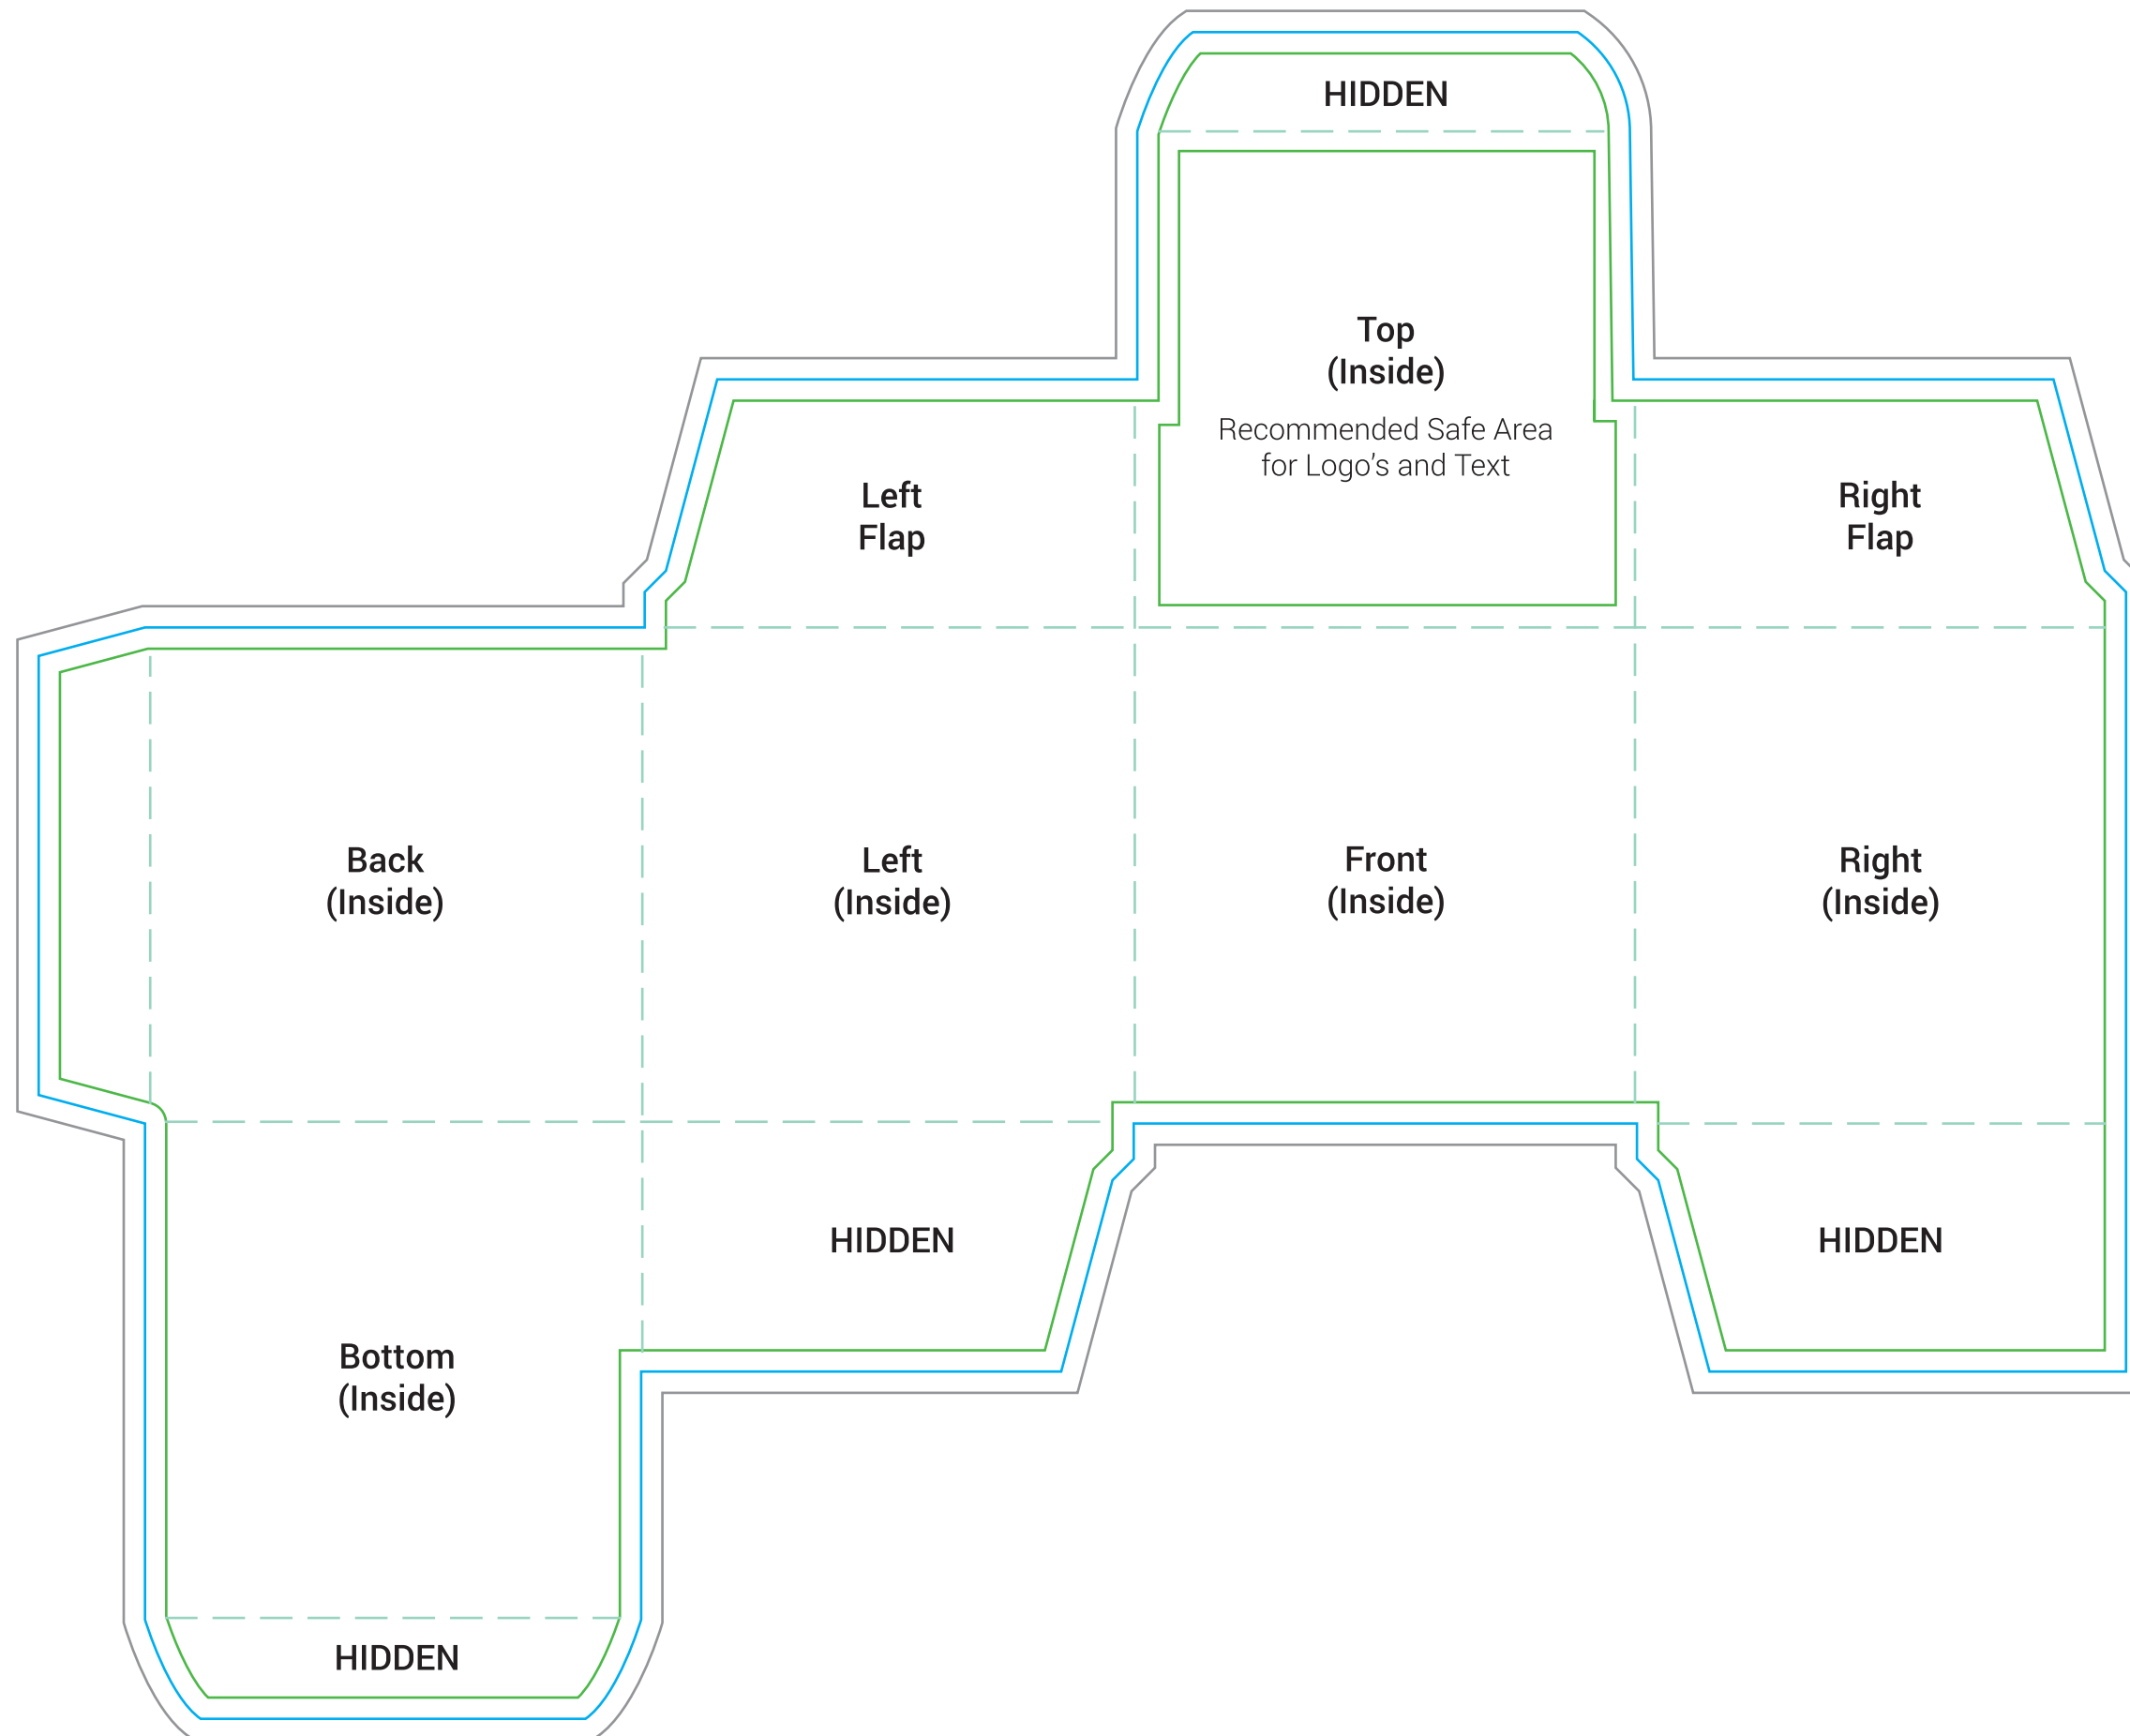 HIDDEN
Top
(Inside)
Recommended Safe Area
for Logo's and Text
Left
Flap
Right
Flap
Back
(Inside)
Left
(Inside)
Front
(Inside)
Right
(Inside)
HIDDEN
HIDDEN
Bottom
(Inside)
HIDDEN